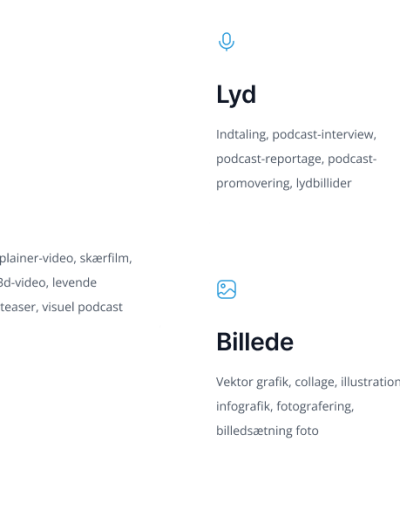 plainer-video, skærfilm,
3d-video, levende
teaser, visuel podcast
Lyd
Indtaling, podcast-interview,
podcast-reportage, podcast-
promovering, lydbillider
Billede
Vektor grafik, collage, illustration
infografik, fotografering,
billedsætning foto